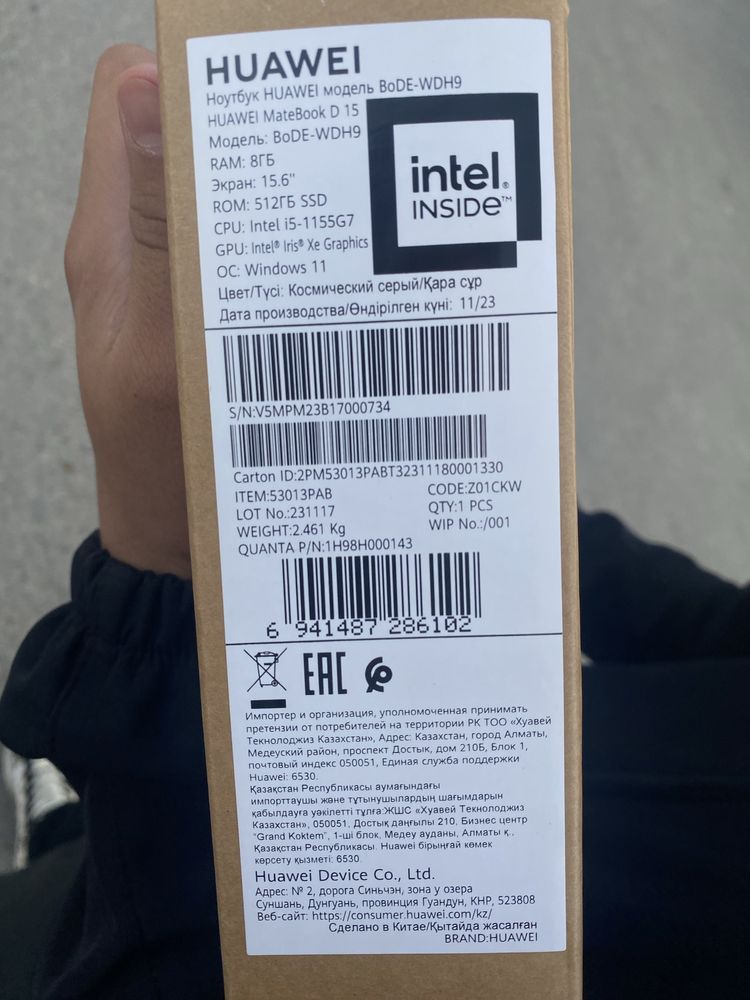 HUAWEI
Ноутбук HUAWEI модель BoDE-WDH9
HUAWEI MateBook D 15
Модель: BoDE-WDH9
RAM: 8ГБ
Экран: 15.6"
ROM: 512ГБ SSD
CPU: Intel i5-1155G7
GPU: Intel® Iris® Xe Graphics
ОС: Windows 11
Цвет/Түсі: Космический серый/Қара сұр
Дата производства/Өндірілген күні: 11/23
intel®
INSIDE™
S/N:V5MPM23B17000734
Carton ID:2PM53013PABT32311180001330
ITEM:53013PAB
CODE:Z01CKW
LOT No.:231117
QTY:1 PCS
WEIGHT:2.461 Kg
WIP No.:/001
QUANTA P/N:1H98H000143
6 941487 286102
EAC
Импортер и организация, уполномоченная принимать
претензии от потребителей на территории РК ТОО «Хуавей
Текнолоджиз Казахстан», Адрес: Казахстан, город Алматы,
Медеуский район, проспект Достык, дом 210Б, Блок 1,
почтовый индекс 050051, Единая служба поддержки
Huawei: 6530.
Қазақстан Республикасы аумағындағы
импорттаушы және тұтынушылардың шағымдарын
қабылдауға уәкілетті тұлға:ЖШС «Хуавей Текнолоджиз
Казахстан», 050051, Достық даңғылы 210, Бизнес центр
"Grand Koktem", 1-ші блок, Медеу ауданы, Алматы қ.,
Қазақстан Республикасы. Huawei бірыңғай көмек
көрсету қызметі: 6530.
Huawei Device Co., Ltd.
Адрес: № 2, дорога Синьчэн, зона у озера
Суншань, Дунгуань, провинция Гуандун, КНР, 523808
Веб-сайт: https://consumer.huawei.com/kz/
Сделано в Китае/Қытайда жасалған
BRAND:HUAWEI